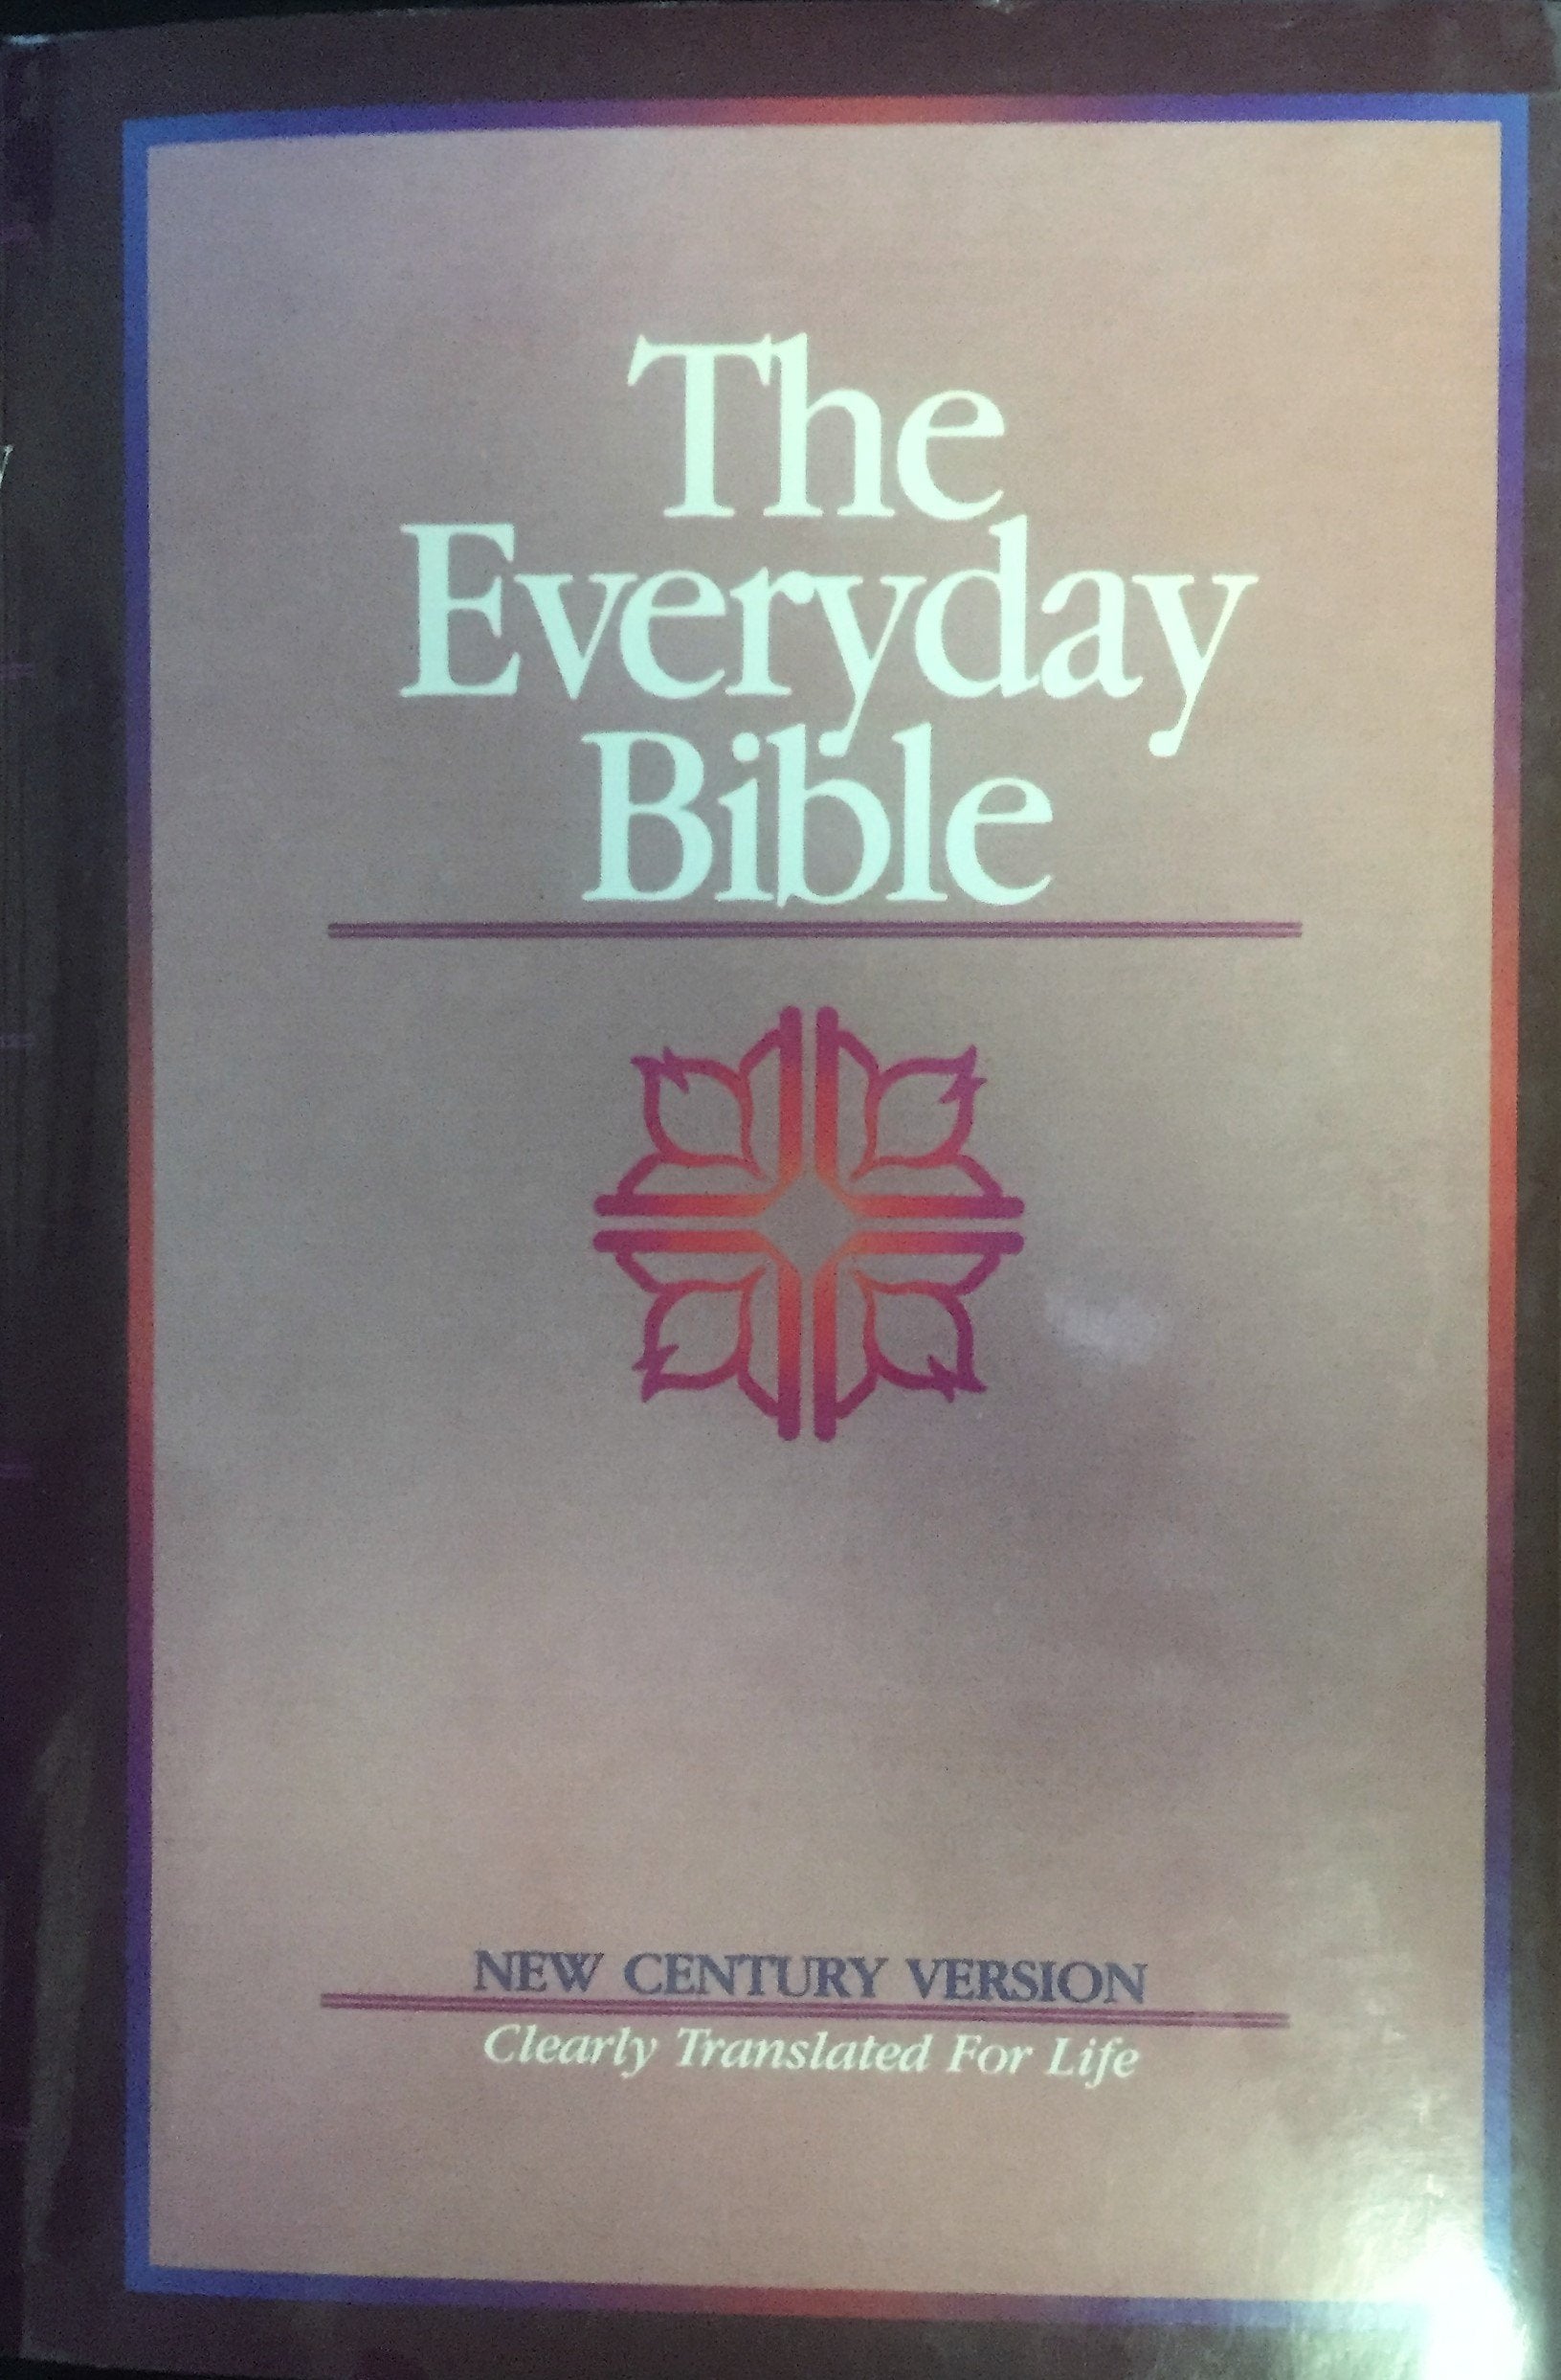 The
Everyday
Bible
NEW CENTURY VERSION
Clearly Translated For Life